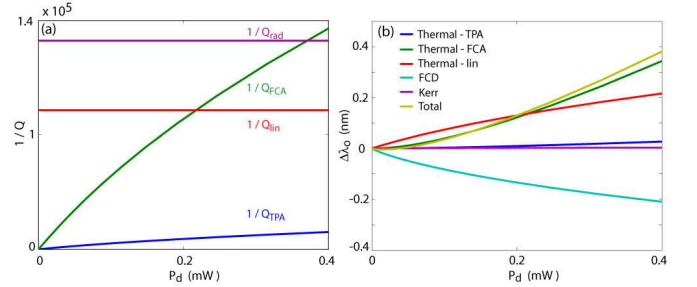 1.4 x 10⁵
(a)
1 / Q_rad
1 / Q_FCA
1
1 / Q_lin
1 / Q
1 / Q_TPA
0
0 0.2 0.4
P_d (mW)
(b)
0.4
0.2
0
-0.2
-0.4
Δλ_o (nm)
Thermal - TPA
Thermal - FCA
Thermal - lin
FCD
Kerr
Total
0 0.2 0.4
P_d (mW)